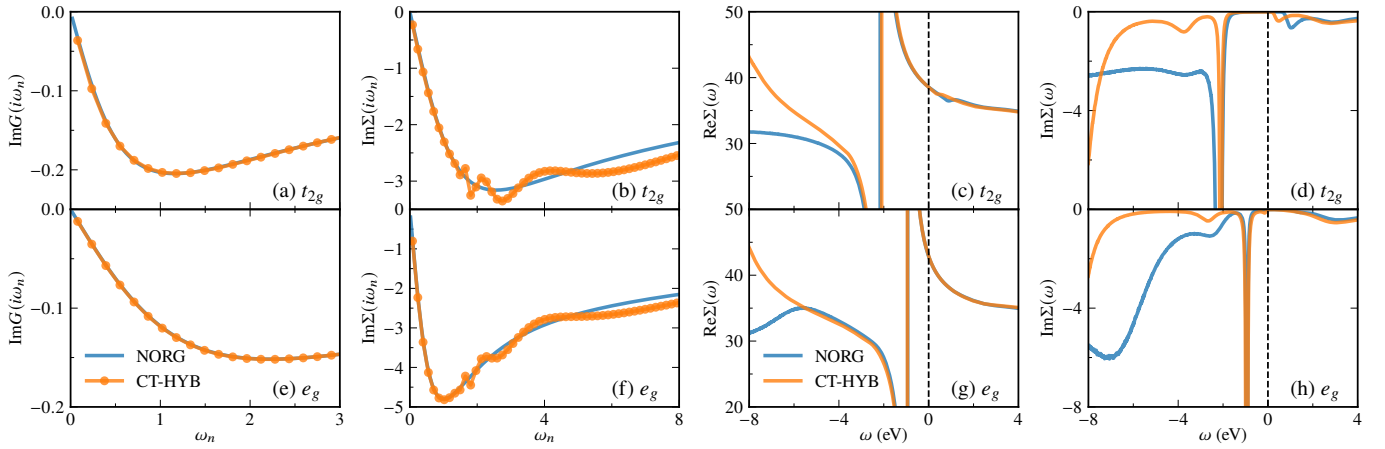 0.0
−0.1
−0.2
ImG(iωn)
(a) t2g
0
−1
−2
−3
−4
ImΣ(iωn)
(b) t2g
50
40
30
ReΣ(ω)
(c) t2g
0
−4
ImΣ(ω)
(d) t2g
0.0
−0.1
−0.2
ImG(iωn)
NORG
CT-HYB
(e) eg
0 1 2 3
ωn
0
−1
−2
−3
−4
−5
ImΣ(iωn)
(f) eg
0 4 8
ωn
50
40
30
20
ReΣ(ω)
NORG
CT-HYB
(g) eg
−8 −4 0 4
ω (eV)
0
−4
−8
ImΣ(ω)
(h) eg
−8 −4 0 4
ω (eV)